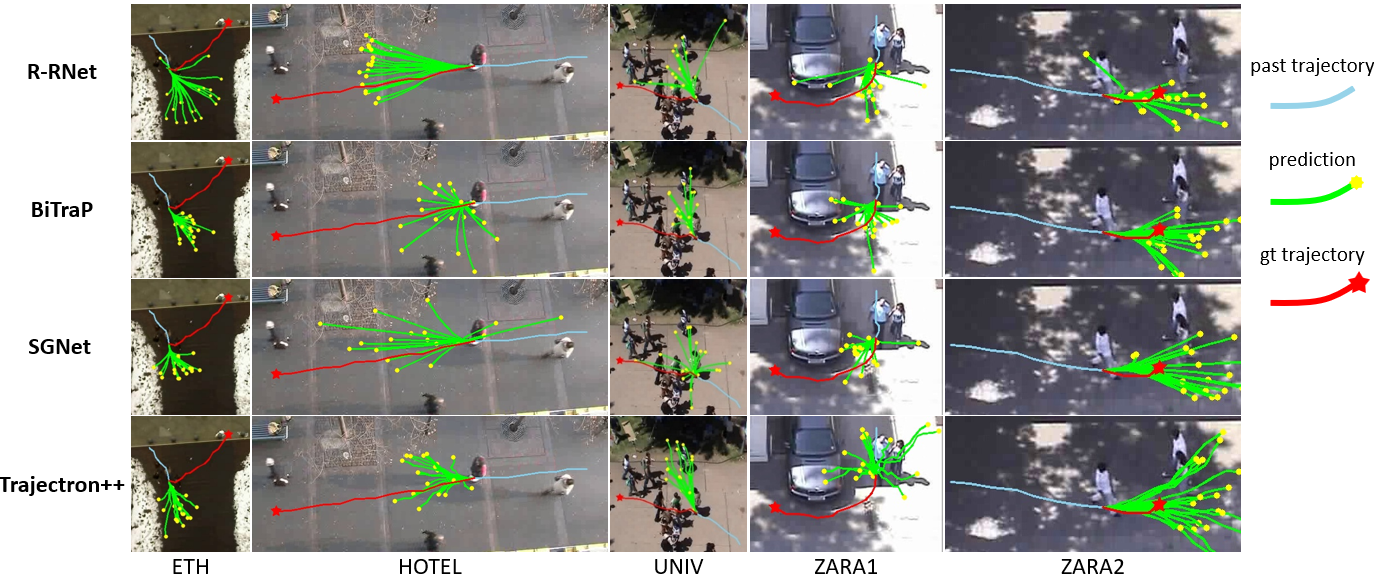 R-RNet
BiTraP
SGNet
Trajectron++
ETH
HOTEL
UNIV
ZARA1
ZARA2
past trajectory
prediction
gt trajectory